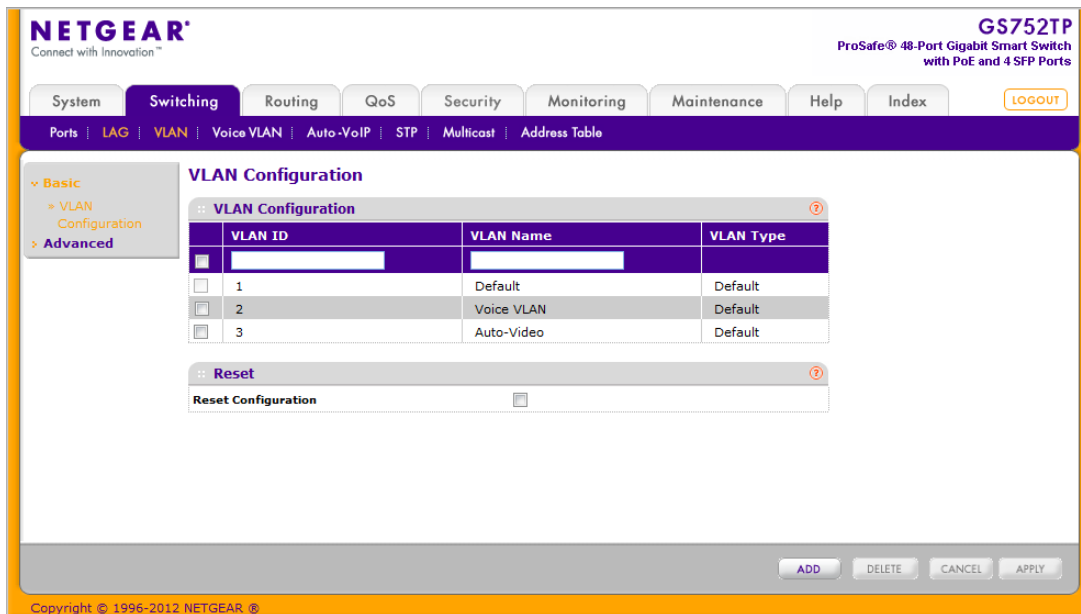 NETGEAR®
Connect with Innovation™
GS752TP
ProSafe® 48-Port Gigabit Smart Switch
with PoE and 4 SFP Ports
System Switching Routing QoS Security Monitoring Maintenance Help Index LOGOUT
Ports LAG VLAN Voice VLAN Auto-VoIP STP Multicast Address Table
Basic
» VLAN
Configuration
Advanced
VLAN Configuration
VLAN Configuration ?
VLAN ID VLAN Name VLAN Type
1 Default Default
2 Voice VLAN Default
3 Auto-Video Default
Reset ?
Reset Configuration
ADD DELETE CANCEL APPLY
Copyright © 1996-2012 NETGEAR ®